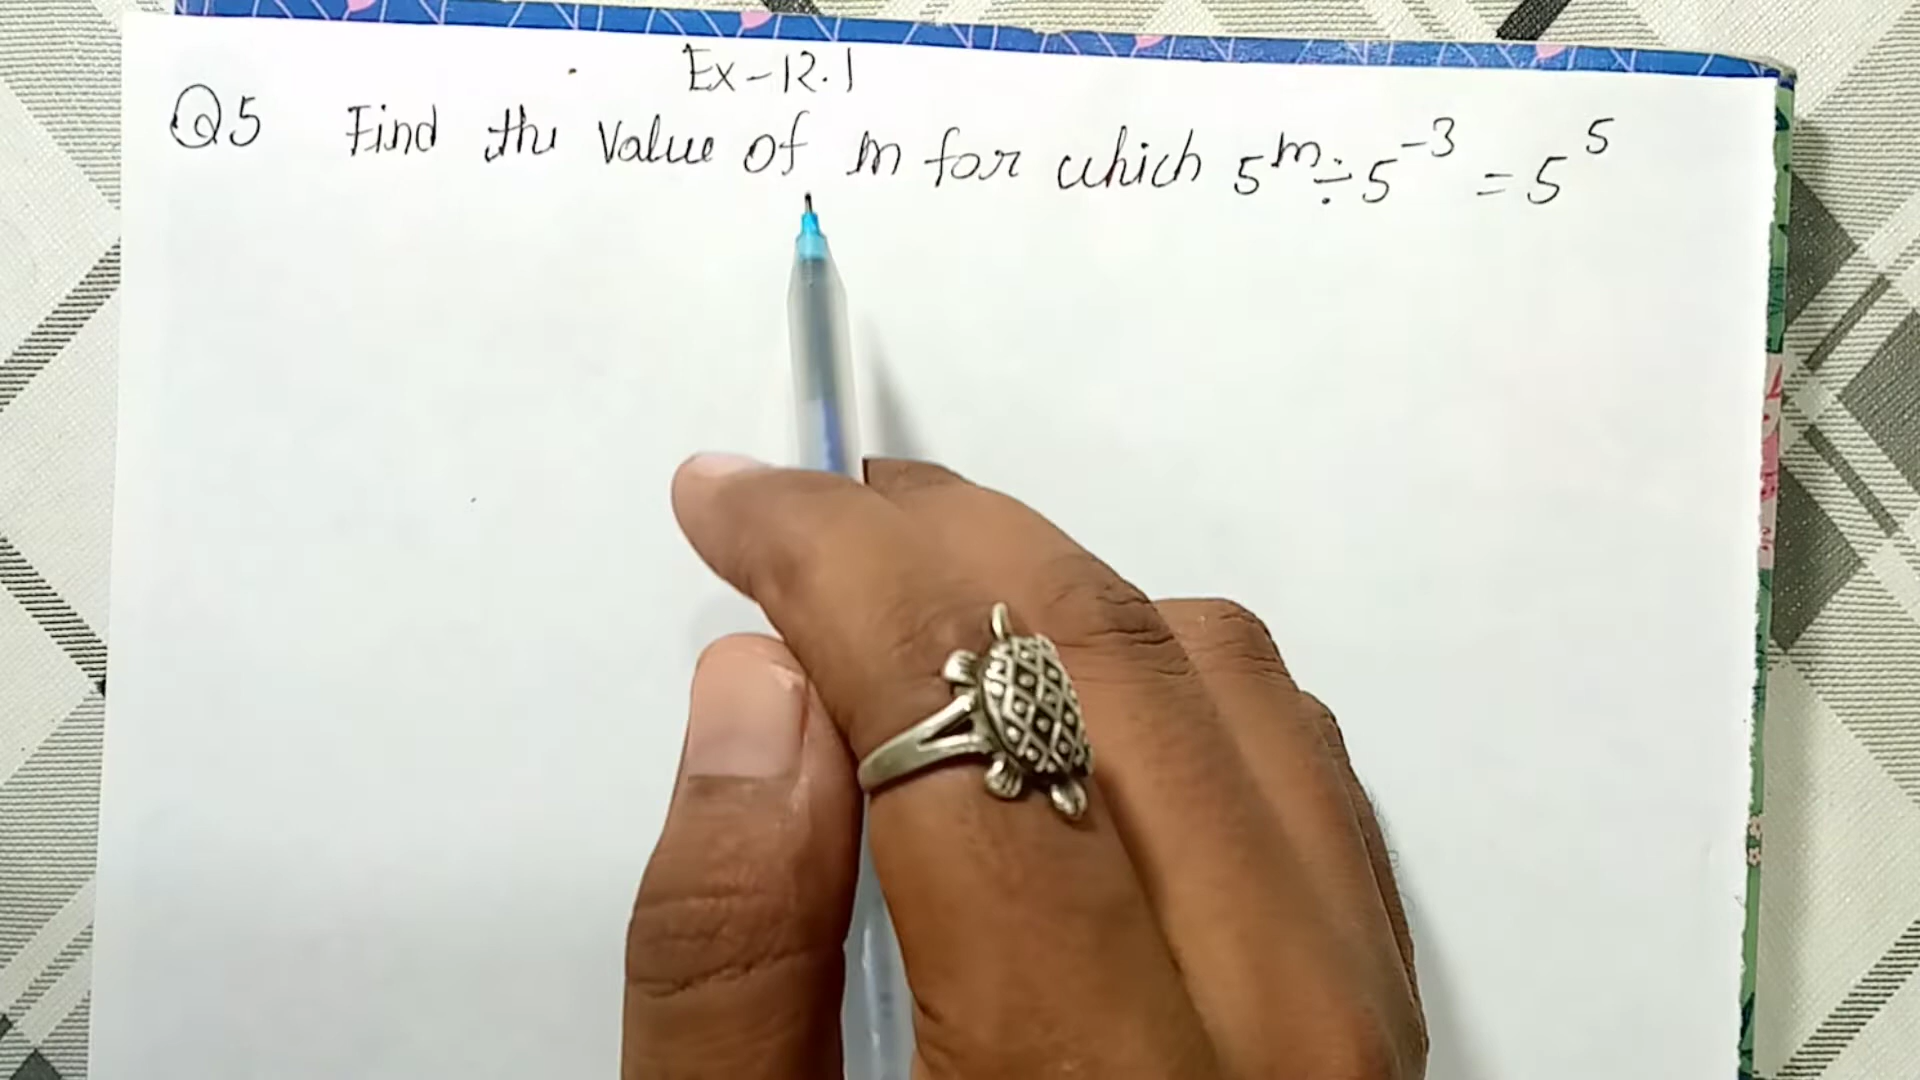 Ex-12.1
Q5 Find the value of m for which 5^m ÷ 5^-3 = 5^5